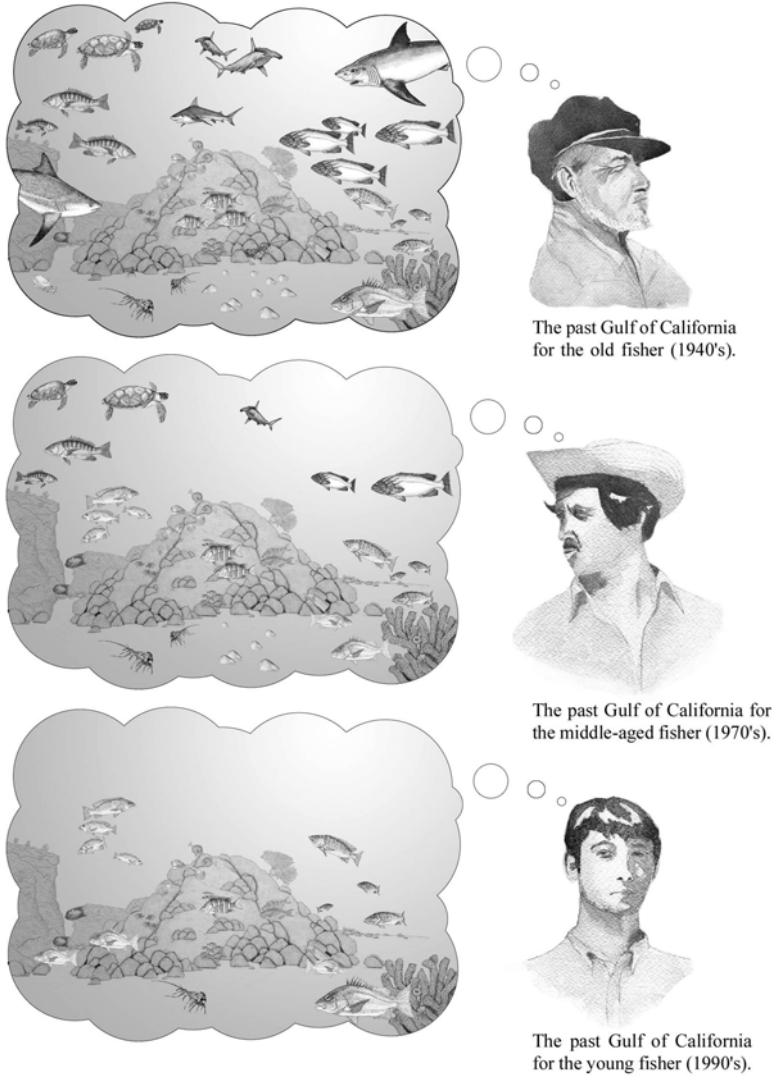 The past Gulf of California
for the old fisher (1940's).
The past Gulf of California for
the middle-aged fisher (1970's).
The past Gulf of California
for the young fisher (1990's).